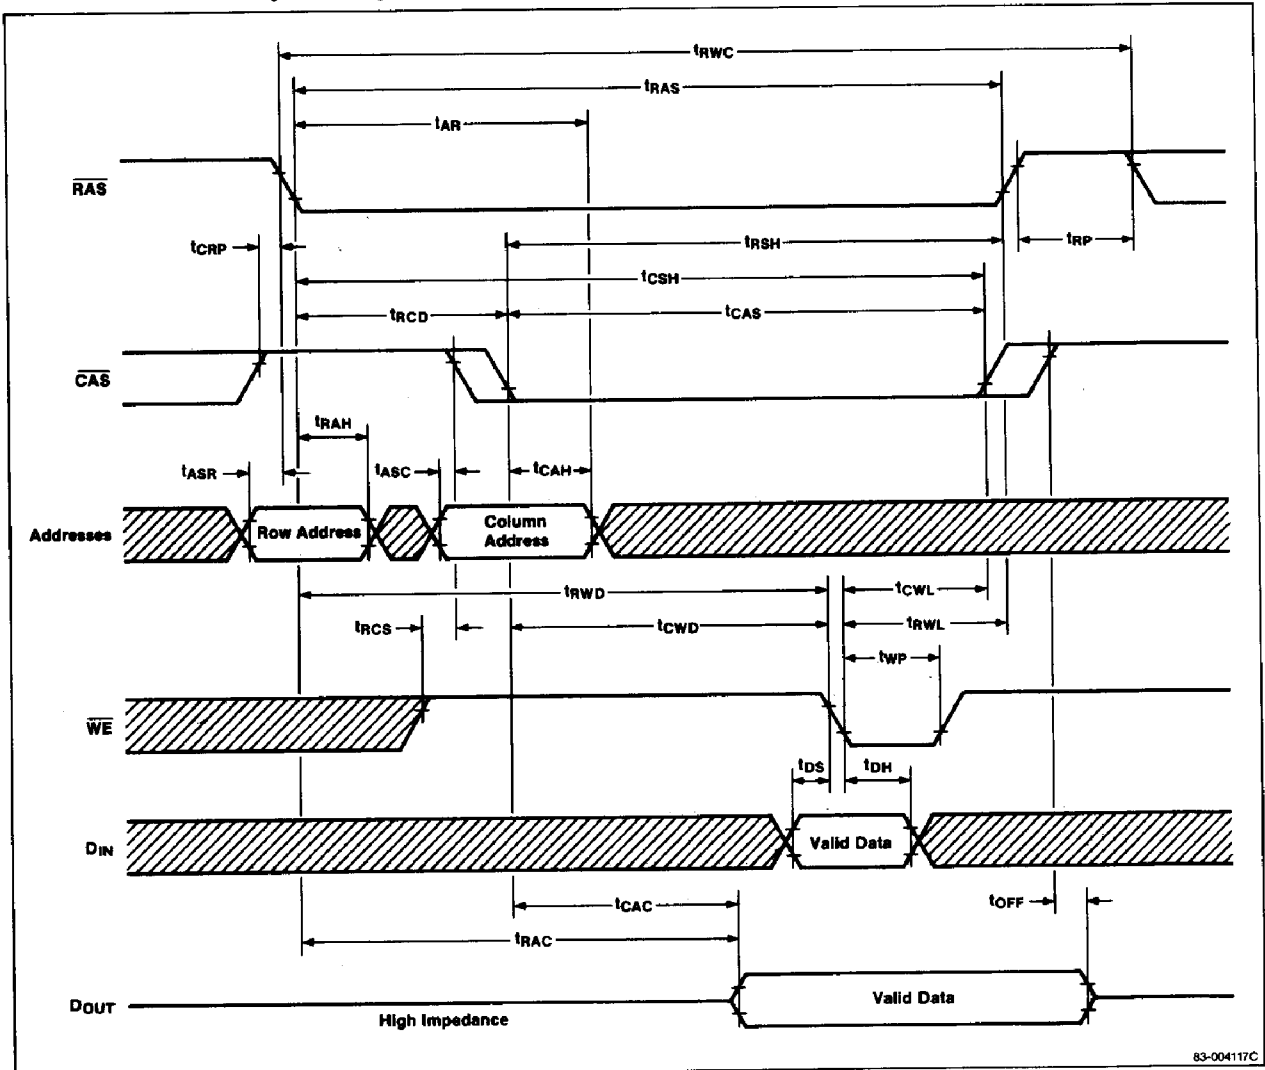 tRWC
tRAS
tAR
RAS
tCRP
tRSH
tRP
tCSH
tRCD
tCAS
CAS
tRAH
tASR
tASC
tCAH
Addresses
Row Address
Column
Address
tRWD
tCWL
tRCS
tCWD
tRWL
tWP
WE
tDS
tDH
DIN
Valid Data
tCAC
tOFF
tRAC
DOUT
Valid Data
High Impedance
83-004117C